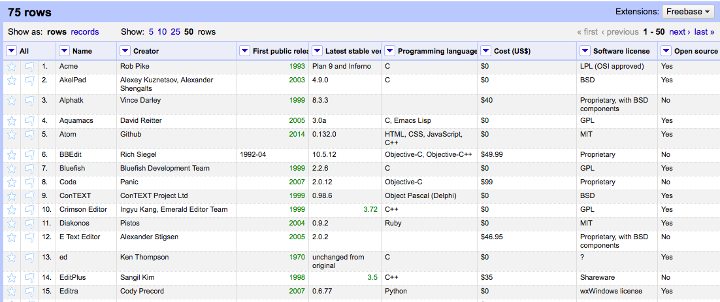 75 rows Extensions: Freebase
Show as: rows records Show: 5 10 25 50 rows « first ‹ previous 1 - 50 next › last »
All Name Creator First public relea Latest stable ver Programming language Cost (US$) Software license Open source
1. Acme Rob Pike 1993 Plan 9 and Inferno C $0 LPL (OSI approved) Yes
2. AkelPad Alexey Kuznetsov, Alexander 2003 4.9.0 C $0 BSD Yes
Shengalts
3. Alphatk Vince Darley 1999 8.3.3 $40 Proprietary, with BSD No
components
4. Aquamacs David Reitter 2005 3.0a C, Emacs Lisp $0 GPL Yes
5. Atom Github 2014 0.132.0 HTML, CSS, JavaScript, $0 MIT Yes
C++
6. BBEdit Rich Siegel 1992-04 10.5.12 Objective-C, Objective-C++ $49.99 Proprietary No
7. Bluefish Bluefish Development Team 1999 2.2.6 C $0 GPL Yes
8. Coda Panic 2007 2.0.12 Objective-C $99 Proprietary No
9. ConTEXT ConTEXT Project Ltd 1999 0.98.6 Object Pascal (Delphi) $0 BSD Yes
10. Crimson Editor Ingyu Kang, Emerald Editor Team 1999 3.72 C++ $0 GPL Yes
11. Diakonos Pistos 2004 0.9.2 Ruby $0 MIT Yes
12. E Text Editor Alexander Stigsen 2005 2.0.2 $46.95 Proprietary, with BSD No
components
13. ed Ken Thompson 1970 unchanged from C $0 ? Yes
original
14. EditPlus Sangil Kim 1998 3.5 C++ $35 Shareware No
15. Editra Cody Precord 2007 0.6.77 Python $0 wxWindows license Yes